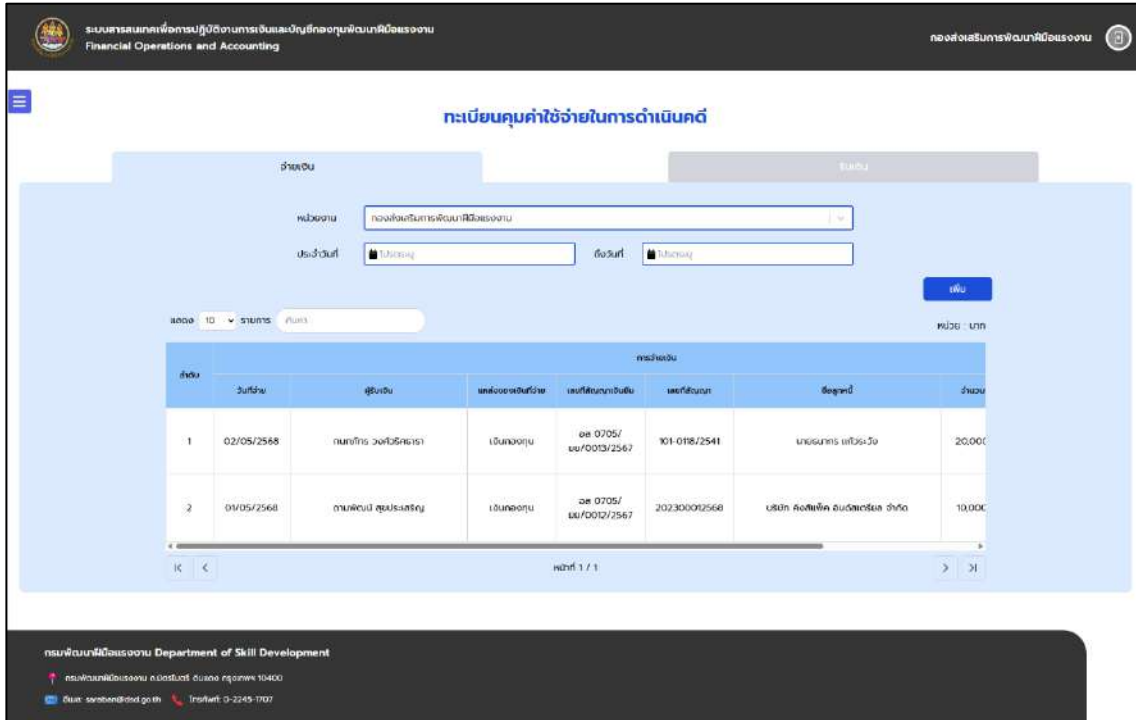 ระบบสารสนเทศเพื่อการปฏิบัติงานการเงินและบัญชีกองทุนพัฒนาฝีมือแรงงาน
Financial Operations and Accounting
กองส่งเสริมการพัฒนาฝีมือแรงงาน
ทะเบียนคุมค่าใช้จ่ายในการดำเนินคดี
จ่ายเงิน รับเงิน
หน่วยงาน กองส่งเสริมการพัฒนาฝีมือแรงงาน
ประจำวันที่ โปรดระบุ ถึงวันที่ โปรดระบุ
เพิ่ม
แสดง 10 รายการ ค้นหา
หน่วย : บาท
ลำดับ การจ่ายเงิน
วันที่จ่าย ผู้รับเงิน แหล่งของเงินที่จ่าย เลขที่สัญญาเงินยืม เลขที่สัญญา ชื่อลูกหนี้ จำนวน
1 02/05/2568 เงินกองทุน อส 0705/ 101-0118/2541 นายธนากร แก้วระวัง 20,000
ยย/0013/2567
2 01/05/2568 เงินกองทุน อส 0705/ 202300012568 บริษัท คิงส์แพ็ค อินดัสเตรียล จำกัด 10,000
ยย/0012/2567
หน้าที่ 1 / 1
กรมพัฒนาฝีมือแรงงาน Department of Skill Development
กรมพัฒนาฝีมือแรงงาน ถ.มิตรไมตรี ดินแดง กรุงเทพฯ 10400
อีเมล: saraban@dsd.go.th โทรศัพท์: 0-2245-1707